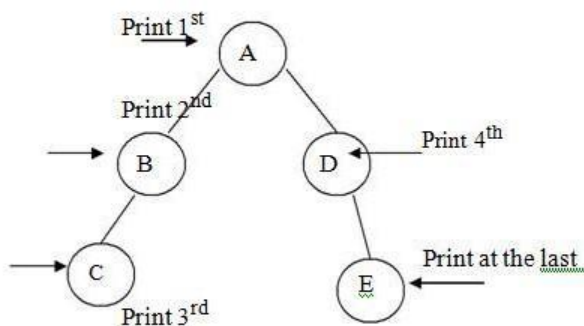 Print 1st
A
Print 2nd
B
D
Print 4th
C
E
Print at the last
Print 3rd